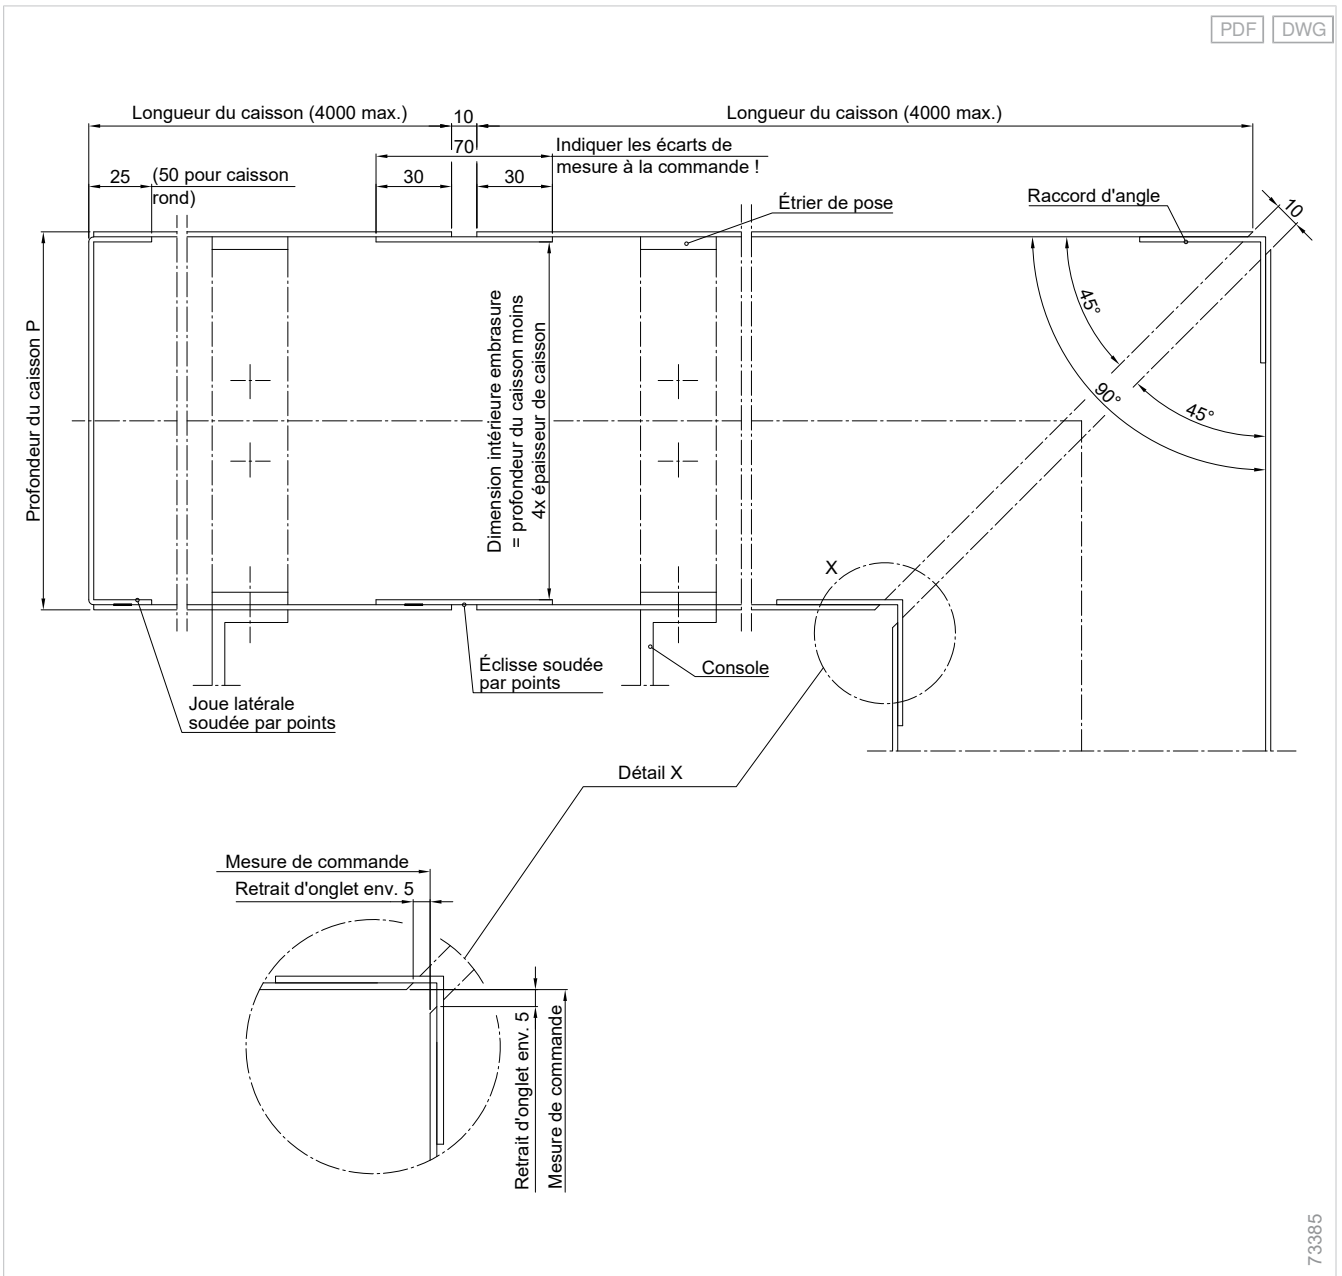 PDF DWG
Longueur du caisson (4000 max.)
10
Longueur du caisson (4000 max.)
70
Indiquer les écarts de
mesure à la commande !
25
(50 pour caisson
rond)
30
30
Étrier de pose
Raccord d'angle
10
45°
90°
45°
Profondeur du caisson P
Dimension intérieure embrasure
= profondeur du caisson moins
4x épaisseur de caisson
X
Éclisse soudée
par points
Console
Joue latérale
soudée par points
Détail X
Mesure de commande
Retrait d'onglet env. 5
Retrait d'onglet env. 5
Mesure de commande
73385